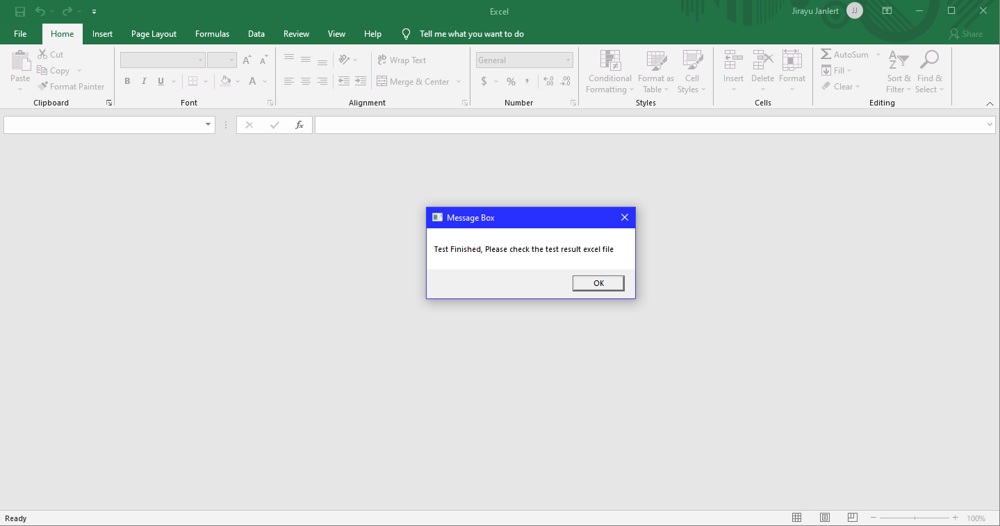 Excel
Jirayu Janlert JJ
File Home Insert Page Layout Formulas Data Review View Help Tell me what you want to do Share
Paste
Cut
Copy
Format Painter
Clipboard
A A
B I U A
Font
Wrap Text
Merge & Center
Alignment
General
$ % , .00 .00
Number
Conditional Formatting
Format as Table
Cell Styles
Styles
Insert Delete Format
Cells
AutoSum
Fill
Clear
Sort & Filter
Find & Select
Editing
fx
Message Box
Test Finished, Please check the test result excel file
OK
Ready
100%